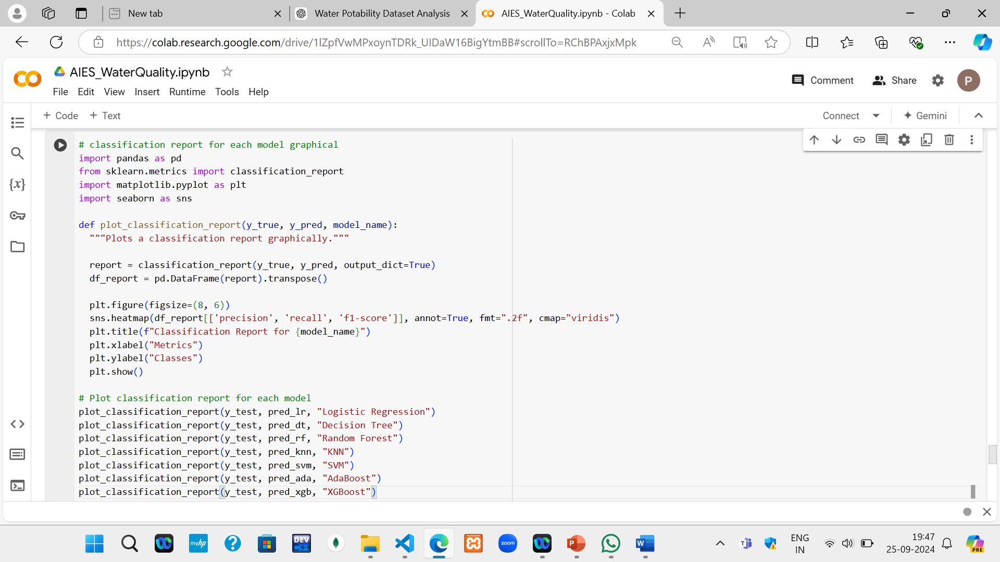 New tab
Water Potability Dataset Analysis
AIES_WaterQuality.ipynb - Colab
https://colab.research.google.com/drive/1lZpfVwMPxoynTDRk_UIDaW16BigYtmBB#scrollTo=RChBPAxjxMpk
AIES_WaterQuality.ipynb
Comment
Share
P
File Edit View Insert Runtime Tools Help
+ Code + Text
Connect
Gemini
# classification report for each model graphical
import pandas as pd
from sklearn.metrics import classification_report
import matplotlib.pyplot as plt
import seaborn as sns
def plot_classification_report(y_true, y_pred, model_name):
"""Plots a classification report graphically."""
report = classification_report(y_true, y_pred, output_dict=True)
df_report = pd.DataFrame(report).transpose()
plt.figure(figsize=(8, 6))
sns.heatmap(df_report[['precision', 'recall', 'f1-score']], annot=True, fmt=".2f", cmap="viridis")
plt.title(f"Classification Report for {model_name}")
plt.xlabel("Metrics")
plt.ylabel("Classes")
plt.show()
# Plot classification report for each model
plot_classification_report(y_test, pred_lr, "Logistic Regression")
plot_classification_report(y_test, pred_dt, "Decision Tree")
plot_classification_report(y_test, pred_rf, "Random Forest")
plot_classification_report(y_test, pred_knn, "KNN")
plot_classification_report(y_test, pred_svm, "SVM")
plot_classification_report(y_test, pred_ada, "AdaBoost")
plot_classification_report(y_test, pred_xgb, "XGBoost")
{x}
myhp
DEV C++
zoom
P
W
T
ENG
IN
19:47
25-09-2024
PRE